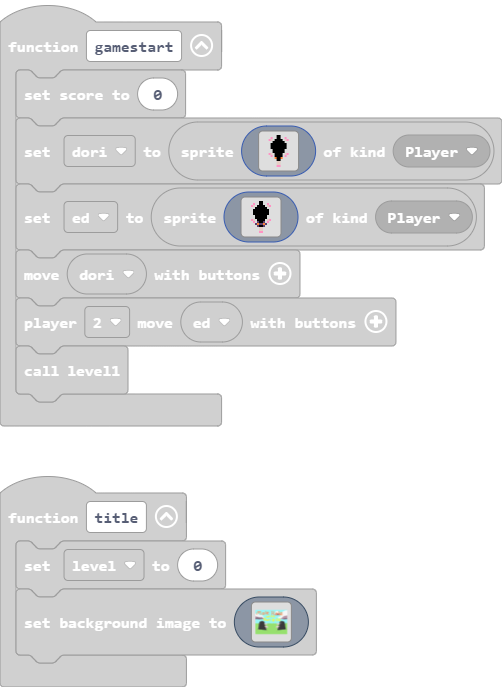 function gamestart
set score to 0
set dori to sprite of kind Player
set ed to sprite of kind Player
move dori with buttons
player 2 move ed with buttons
call level1
function title
set level to 0
set background image to